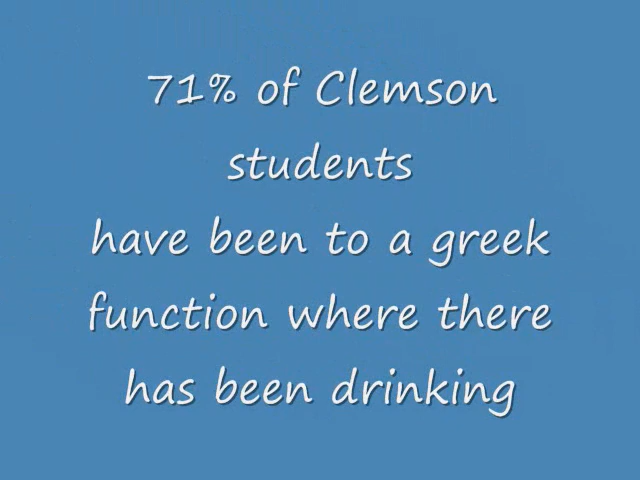 71% of Clemson
students
have been to a greek
function where there
has been drinking